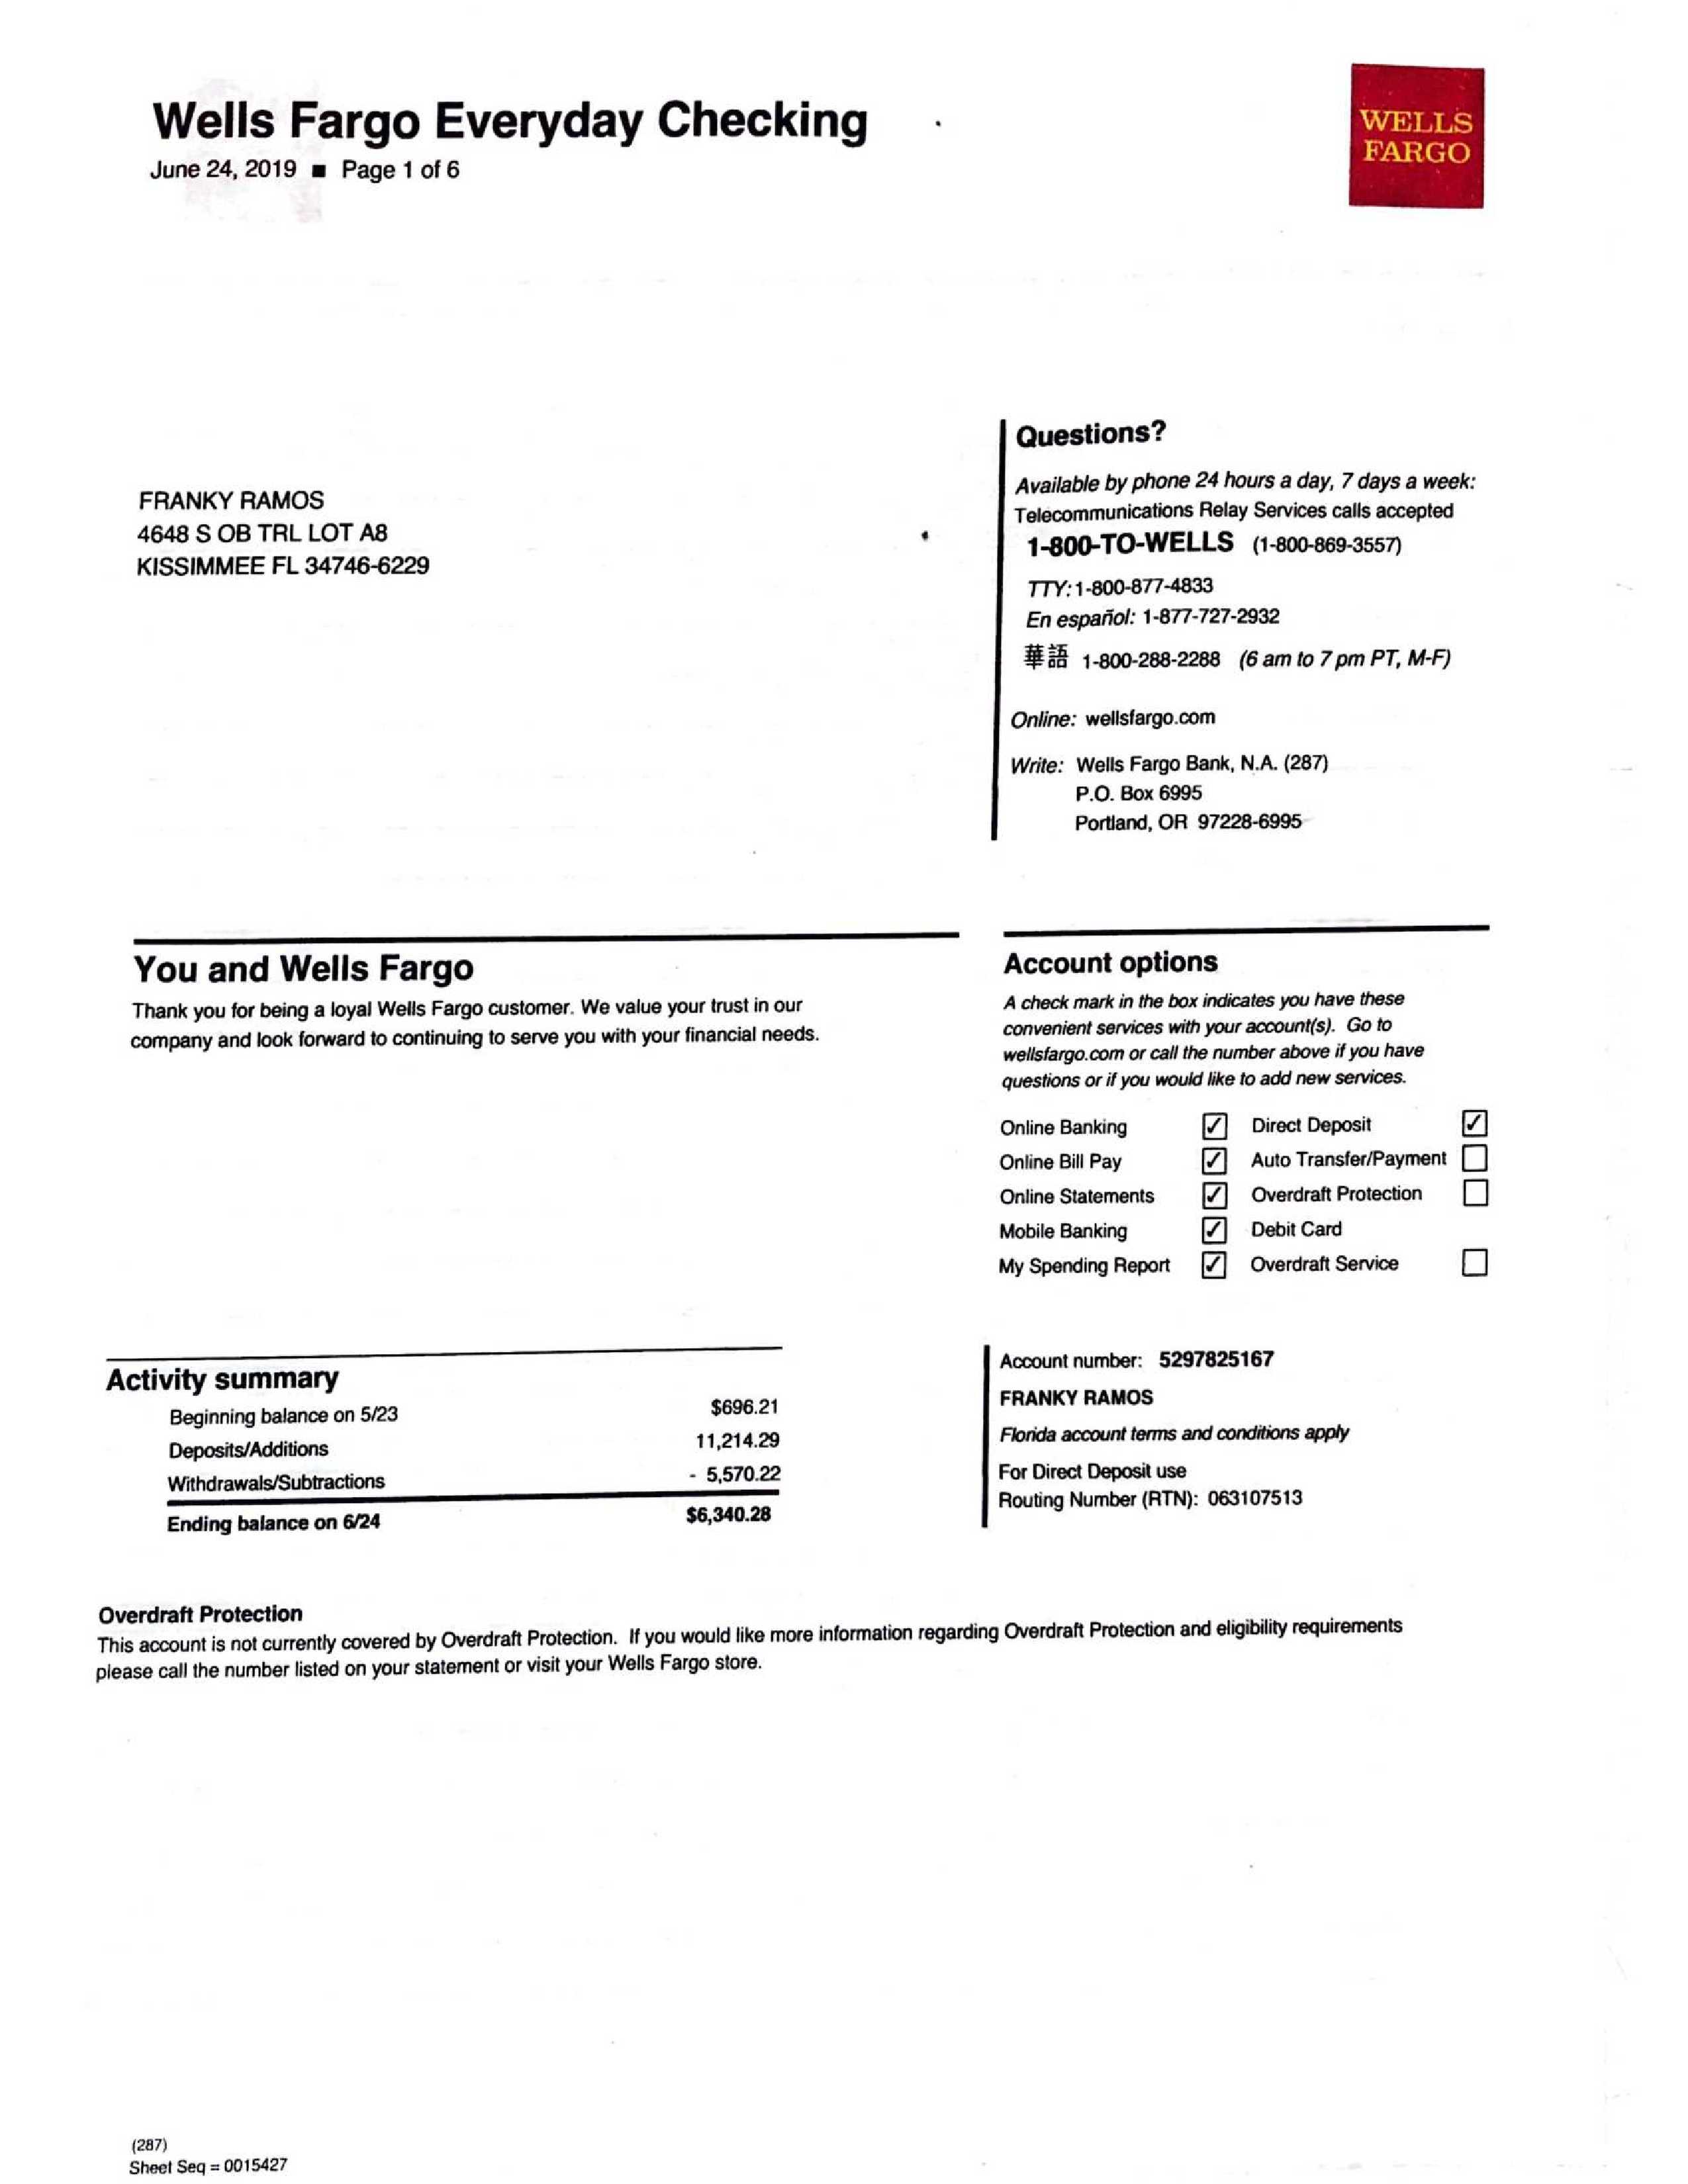 Wells Fargo Everyday Checking
June 24, 2019 ■ Page 1 of 6
WELLS
FARGO
FRANKY RAMOS
4648 S OB TRL LOT A8
KISSIMMEE FL 34746-6229
Questions?
Available by phone 24 hours a day, 7 days a week:
Telecommunications Relay Services calls accepted
1-800-TO-WELLS (1-800-869-3557)
TTY: 1-800-877-4833
En español: 1-877-727-2932
華語 1-800-288-2288 (6 am to 7 pm PT, M-F)
Online: wellsfargo.com
Write: Wells Fargo Bank, N.A. (287)
P.O. Box 6995
Portland, OR 97228-6995
You and Wells Fargo
Thank you for being a loyal Wells Fargo customer. We value your trust in our
company and look forward to continuing to serve you with your financial needs.
Account options
A check mark in the box indicates you have these
convenient services with your account(s). Go to
wellsfargo.com or call the number above if you have
questions or if you would like to add new services.
Online Banking ☑ Direct Deposit ☑
Online Bill Pay ☑ Auto Transfer/Payment ☐
Online Statements ☑ Overdraft Protection ☐
Mobile Banking ☑ Debit Card
My Spending Report ☑ Overdraft Service ☐
Activity summary
Beginning balance on 5/23 $696.21
Deposits/Additions 11,214.29
Withdrawals/Subtractions - 5,570.22
Ending balance on 6/24 $6,340.28
Account number: 5297825167
FRANKY RAMOS
Florida account terms and conditions apply
For Direct Deposit use
Routing Number (RTN): 063107513
Overdraft Protection
This account is not currently covered by Overdraft Protection. If you would like more information regarding Overdraft Protection and eligibility requirements
please call the number listed on your statement or visit your Wells Fargo store.
(287)
Sheet Seq = 0015427